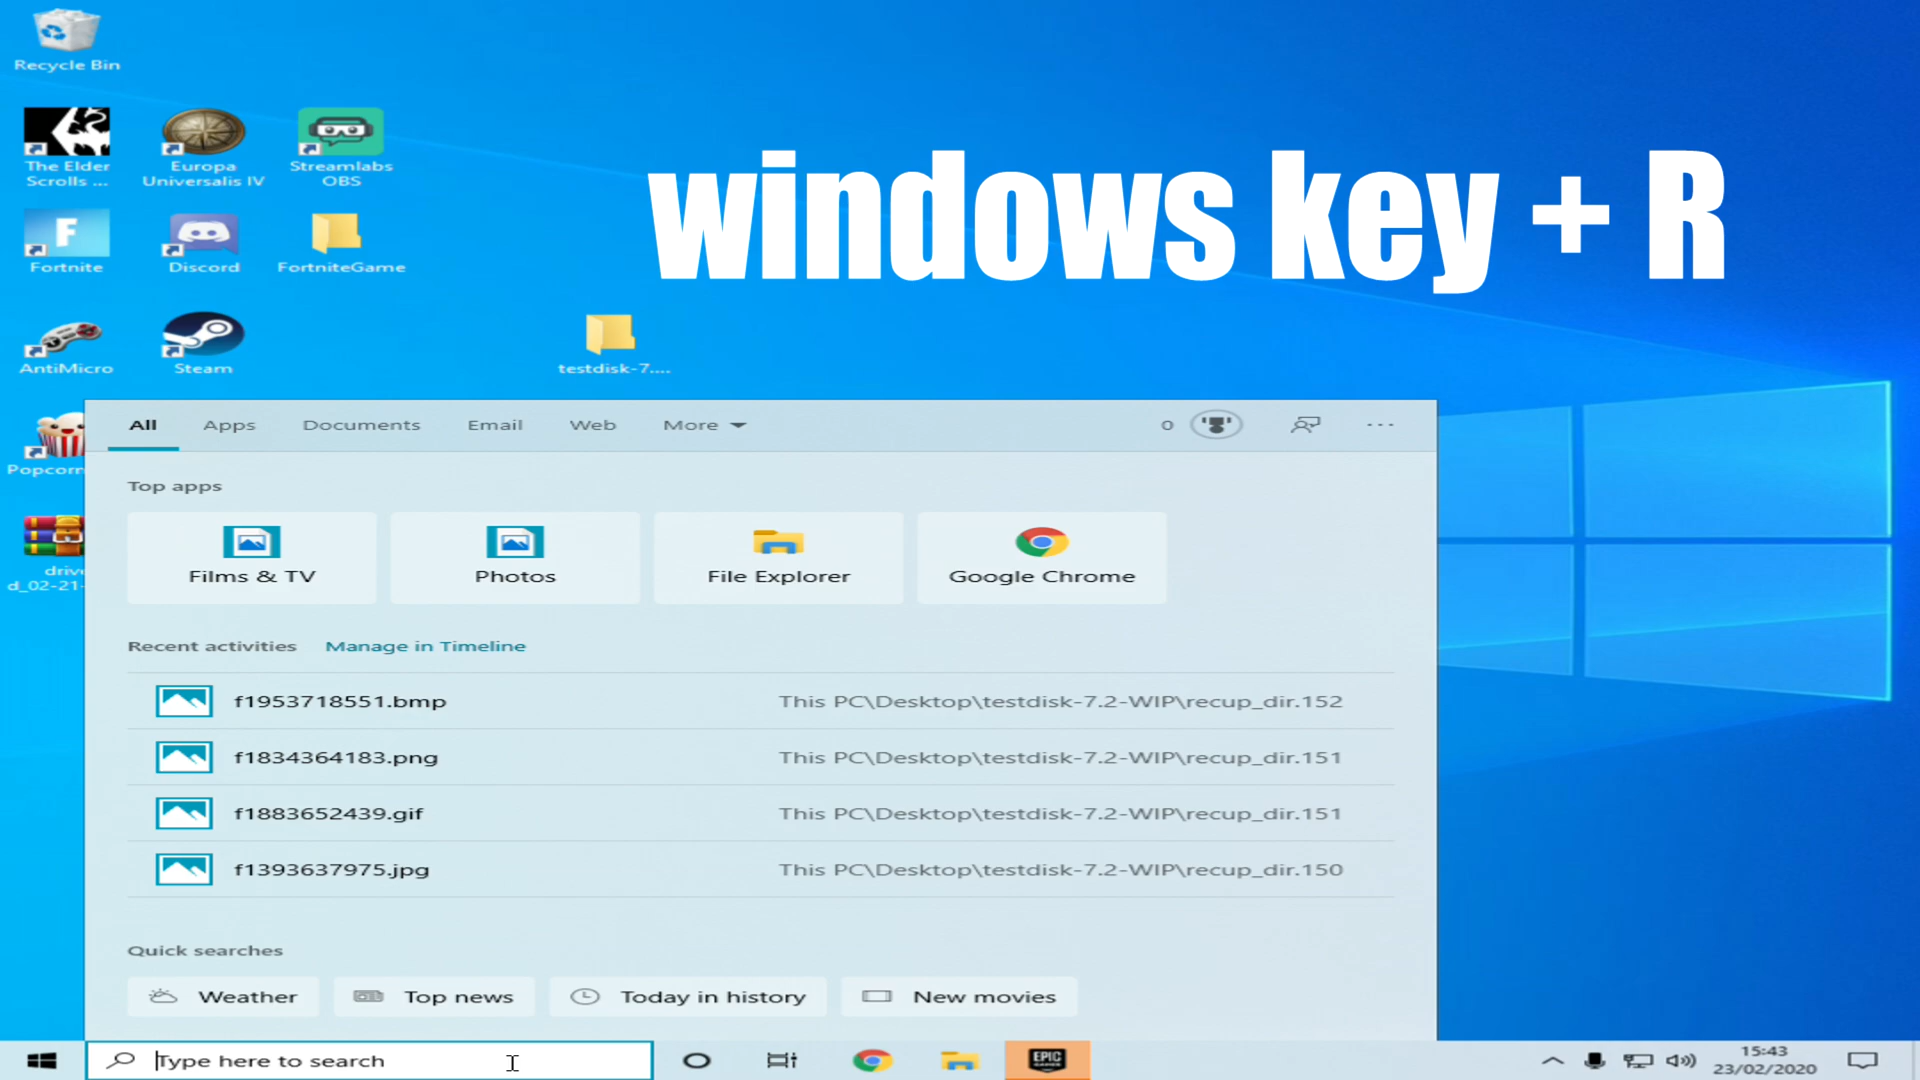 Recycle Bin
windows key + R
The Elder
Scrolls ...
Europa
Universalis IV
Streamlabs
OBS
F
Fortnite
Discord
FortniteGame
AntiMicro
Steam
testdisk-7....
Popcorn
driv
d_02-21-
All
Apps
Documents
Email
Web
More
0
...
Top apps
Films & TV
Photos
File Explorer
Google Chrome
Recent activities
Manage in Timeline
f1953718551.bmp
This PC\Desktop\testdisk-7.2-WIP\recup_dir.152
f1834364183.png
This PC\Desktop\testdisk-7.2-WIP\recup_dir.151
f1883652439.gif
This PC\Desktop\testdisk-7.2-WIP\recup_dir.151
f1393637975.jpg
This PC\Desktop\testdisk-7.2-WIP\recup_dir.150
Quick searches
Weather
Top news
Today in history
New movies
Type here to search
EPIC
GAMES
15:43
23/02/2020